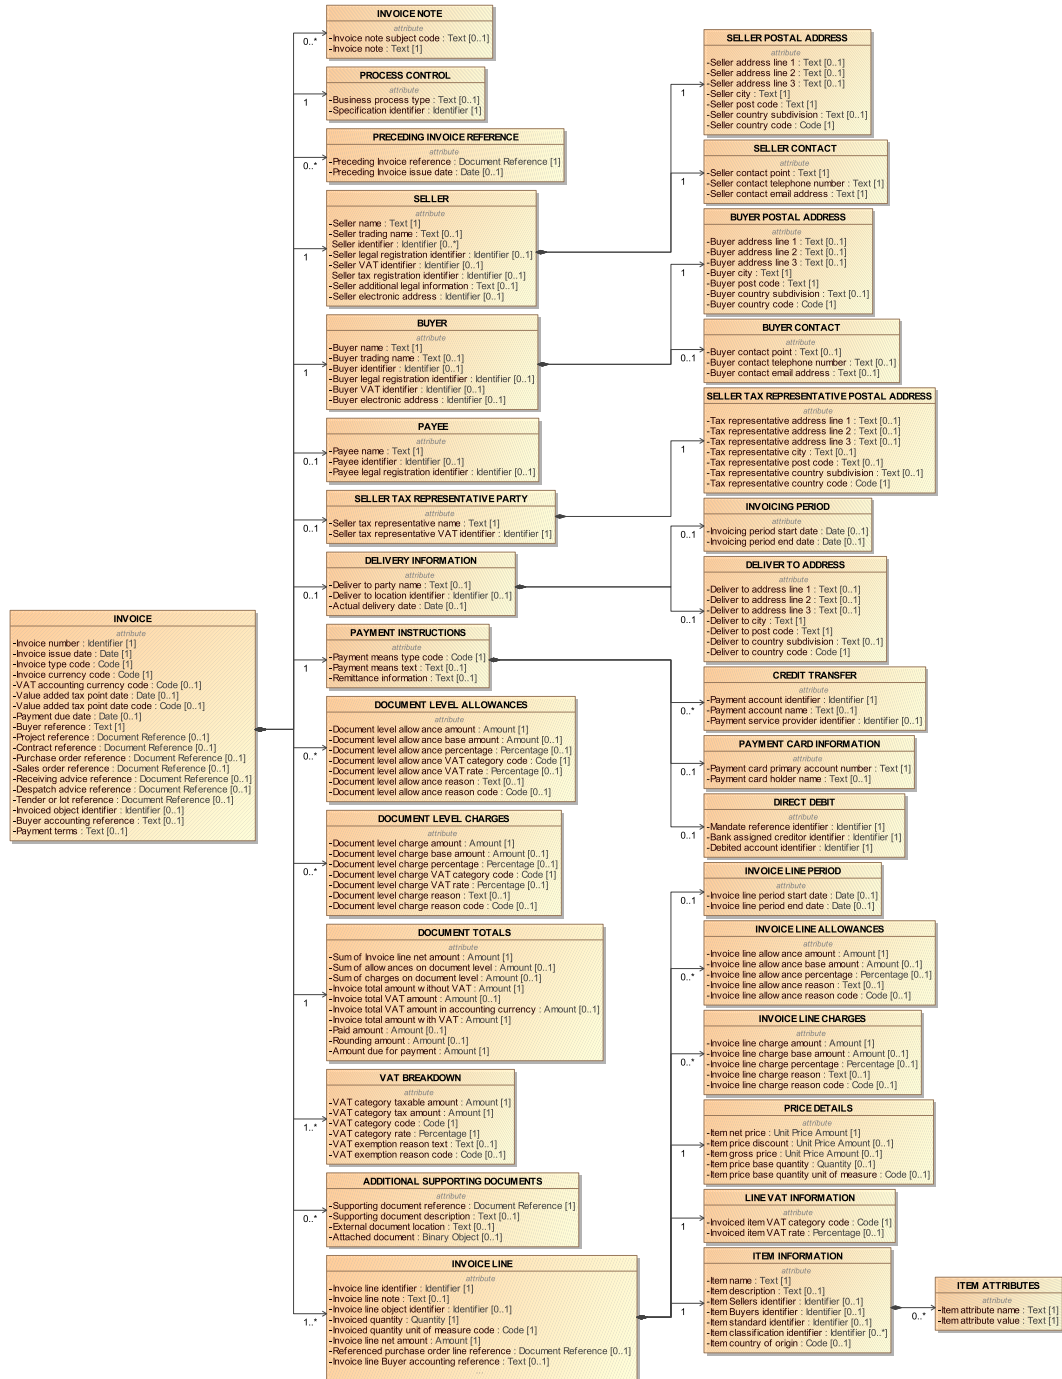 INVOICE
attribute
-Invoice number : Identifier [1]
-Invoice issue date : Date [1]
-Invoice type code : Code [1]
-Invoice currency code : Code [1]
-VAT accounting currency code : Code [0..1]
-Value added tax point date : Date [0..1]
-Value added tax point date code : Code [0..1]
-Payment due date : Date [0..1]
-Buyer reference : Text [1]
-Project reference : Document Reference [0..1]
-Contract reference : Document Reference [0..1]
-Purchase order reference : Document Reference [0..1]
-Sales order reference : Document Reference [0..1]
-Receiving advice reference : Document Reference [0..1]
-Despatch advice reference : Document Reference [0..1]
-Tender or lot reference : Document Reference [0..1]
-Invoiced object identifier : Identifier [0..1]
-Buyer accounting reference : Text [0..1]
-Payment terms : Text [0..1]
0..*
INVOICE NOTE
attribute
-Invoice note subject code : Text [0..1]
-Invoice note : Text [1]
1
PROCESS CONTROL
attribute
-Business process type : Text [0..1]
-Specification identifier : Identifier [1]
0..*
PRECEDING INVOICE REFERENCE
attribute
-Preceding Invoice reference : Document Reference [1]
-Preceding Invoice issue date : Date [0..1]
1
SELLER
attribute
-Seller name : Text [1]
-Seller trading name : Text [0..1]
Seller identifier : Identifier [0..*]
-Seller legal registration identifier : Identifier [0..1]
-Seller VAT identifier : Identifier [0..1]
Seller tax registration identifier : Identifier [0..1]
-Seller additional legal information : Text [0..1]
-Seller electronic address : Identifier [0..1]
1
BUYER
attribute
-Buyer name : Text [1]
-Buyer trading name : Text [0..1]
-Buyer identifier : Identifier [0..1]
-Buyer legal registration identifier : Identifier [0..1]
-Buyer VAT identifier : Identifier [0..1]
-Buyer electronic address : Identifier [0..1]
0..1
PAYEE
attribute
-Payee name : Text [1]
-Payee identifier : Identifier [0..1]
-Payee legal registration identifier : Identifier [0..1]
0..1
SELLER TAX REPRESENTATIVE PARTY
attribute
-Seller tax representative name : Text [1]
-Seller tax representative VAT identifier : Identifier [1]
0..1
DELIVERY INFORMATION
attribute
-Deliver to party name : Text [0..1]
-Deliver to location identifier : Identifier [0..1]
-Actual delivery date : Date [0..1]
1
PAYMENT INSTRUCTIONS
attribute
-Payment means type code : Code [1]
-Payment means text : Text [0..1]
-Remittance information : Text [0..1]
0..*
DOCUMENT LEVEL ALLOWANCES
attribute
-Document level allowance amount : Amount [1]
-Document level allowance base amount : Amount [0..1]
-Document level allowance percentage : Percentage [0..1]
-Document level allowance VAT category code : Code [1]
-Document level allowance VAT rate : Percentage [0..1]
-Document level allowance reason : Text [0..1]
-Document level allowance reason code : Code [0..1]
0..*
DOCUMENT LEVEL CHARGES
attribute
-Document level charge amount : Amount [1]
-Document level charge base amount : Amount [0..1]
-Document level charge percentage : Percentage [0..1]
-Document level charge VAT category code : Code [1]
-Document level charge VAT rate : Percentage [0..1]
-Document level charge reason : Text [0..1]
-Document level charge reason code : Code [0..1]
1
DOCUMENT TOTALS
attribute
-Sum of Invoice line net amount : Amount [1]
-Sum of allowances on document level : Amount [0..1]
-Sum of charges on document level : Amount [0..1]
-Invoice total amount without VAT : Amount [1]
-Invoice total VAT amount : Amount [0..1]
-Invoice total VAT amount in accounting currency : Amount [0..1]
-Invoice total amount with VAT : Amount [1]
-Paid amount : Amount [0..1]
-Rounding amount : Amount [0..1]
-Amount due for payment : Amount [1]
1..*
VAT BREAKDOWN
attribute
-VAT category taxable amount : Amount [1]
-VAT category tax amount : Amount [1]
-VAT category code : Code [1]
-VAT category rate : Percentage [1]
-VAT exemption reason text : Text [0..1]
-VAT exemption reason code : Code [0..1]
0..*
ADDITIONAL SUPPORTING DOCUMENTS
attribute
-Supporting document reference : Document Reference [1]
-Supporting document description : Text [0..1]
-External document location : Text [0..1]
-Attached document : Binary Object [0..1]
1..*
INVOICE LINE
attribute
-Invoice line identifier : Identifier [1]
-Invoice line note : Text [0..1]
-Invoice line object identifier : Identifier [0..1]
-Invoiced quantity : Quantity [1]
-Invoiced quantity unit of measure code : Code [1]
-Invoice line net amount : Amount [1]
-Referenced purchase order line reference : Document Reference [0..1]
-Invoice line Buyer accounting reference : Text [0..1]
...
1
SELLER POSTAL ADDRESS
attribute
-Seller address line 1 : Text [0..1]
-Seller address line 2 : Text [0..1]
-Seller address line 3 : Text [0..1]
-Seller city : Text [1]
-Seller post code : Text [1]
-Seller country subdivision : Text [0..1]
-Seller country code : Code [1]
1
SELLER CONTACT
attribute
-Seller contact point : Text [1]
-Seller contact telephone number : Text [1]
-Seller contact email address : Text [1]
1
BUYER POSTAL ADDRESS
attribute
-Buyer address line 1 : Text [0..1]
-Buyer address line 2 : Text [0..1]
-Buyer address line 3 : Text [0..1]
-Buyer city : Text [1]
-Buyer post code : Text [1]
-Buyer country subdivision : Text [0..1]
-Buyer country code : Code [1]
0..1
BUYER CONTACT
attribute
-Buyer contact point : Text [0..1]
-Buyer contact telephone number : Text [0..1]
-Buyer contact email address : Text [0..1]
1
SELLER TAX REPRESENTATIVE POSTAL ADDRESS
attribute
-Tax representative address line 1 : Text [0..1]
-Tax representative address line 2 : Text [0..1]
-Tax representative address line 3 : Text [0..1]
-Tax representative city : Text [0..1]
-Tax representative post code : Text [0..1]
-Tax representative country subdivision : Text [0..1]
-Tax representative country code : Code [1]
0..1
INVOICING PERIOD
attribute
-Invoicing period start date : Date [0..1]
-Invoicing period end date : Date [0..1]
0..1
DELIVER TO ADDRESS
attribute
-Deliver to address line 1 : Text [0..1]
-Deliver to address line 2 : Text [0..1]
-Deliver to address line 3 : Text [0..1]
-Deliver to city : Text [1]
-Deliver to post code : Text [1]
-Deliver to country subdivision : Text [0..1]
-Deliver to country code : Code [1]
0..*
CREDIT TRANSFER
attribute
-Payment account identifier : Identifier [1]
-Payment account name : Text [0..1]
-Payment service provider identifier : Identifier [0..1]
0..1
PAYMENT CARD INFORMATION
attribute
-Payment card primary account number : Text [1]
-Payment card holder name : Text [0..1]
0..1
DIRECT DEBIT
attribute
-Mandate reference identifier : Identifier [1]
-Bank assigned creditor identifier : Identifier [1]
-Debited account identifier : Identifier [1]
0..1
INVOICE LINE PERIOD
attribute
-Invoice line period start date : Date [0..1]
-Invoice line period end date : Date [0..1]
0..*
INVOICE LINE ALLOWANCES
attribute
-Invoice line allowance amount : Amount [1]
-Invoice line allowance base amount : Amount [0..1]
-Invoice line allowance percentage : Percentage [0..1]
-Invoice line allowance reason : Text [0..1]
-Invoice line allowance reason code : Code [0..1]
0..*
INVOICE LINE CHARGES
attribute
-Invoice line charge amount : Amount [1]
-Invoice line charge base amount : Amount [0..1]
-Invoice line charge percentage : Percentage [0..1]
-Invoice line charge reason : Text [0..1]
-Invoice line charge reason code : Code [0..1]
1
PRICE DETAILS
attribute
-Item net price : Unit Price Amount [1]
-Item price discount : Unit Price Amount [0..1]
-Item gross price : Unit Price Amount [0..1]
-Item price base quantity : Quantity [0..1]
-Item price base quantity unit of measure : Code [0..1]
1
LINE VAT INFORMATION
attribute
-Invoiced item VAT category code : Code [1]
-Invoiced item VAT rate : Percentage [0..1]
1
ITEM INFORMATION
attribute
-Item name : Text [1]
-Item description : Text [0..1]
-Item Sellers identifier : Identifier [0..1]
-Item Buyers identifier : Identifier [0..1]
-Item standard identifier : Identifier [0..1]
-Item classification identifier : Identifier [0..*]
-Item country of origin : Code [0..1]
0..*
ITEM ATTRIBUTES
attribute
-Item attribute name : Text [1]
-Item attribute value : Text [1]